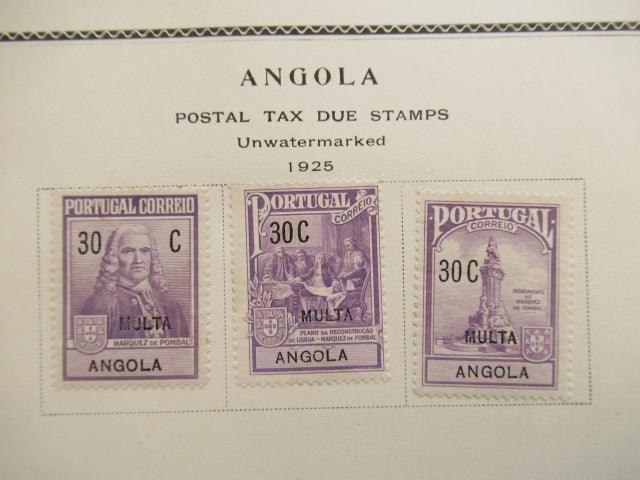 ANGOLA
POSTAL TAX DUE STAMPS
Unwatermarked
1925
PORTUGAL CORREIO
30 C
MULTA
MARQUEZ DE POMBAL
ANGOLA
PORTUGAL
CORREIO
30 C
MULTA
PLANO DA RECONSTRUÇÃO
DE LISBOA - MARQUEZ DE POMBAL
ANGOLA
PORTUGAL
CORREIO
30 C
MONUMENTO
AO
MARQUEZ
DE POMBAL
MULTA
ANGOLA